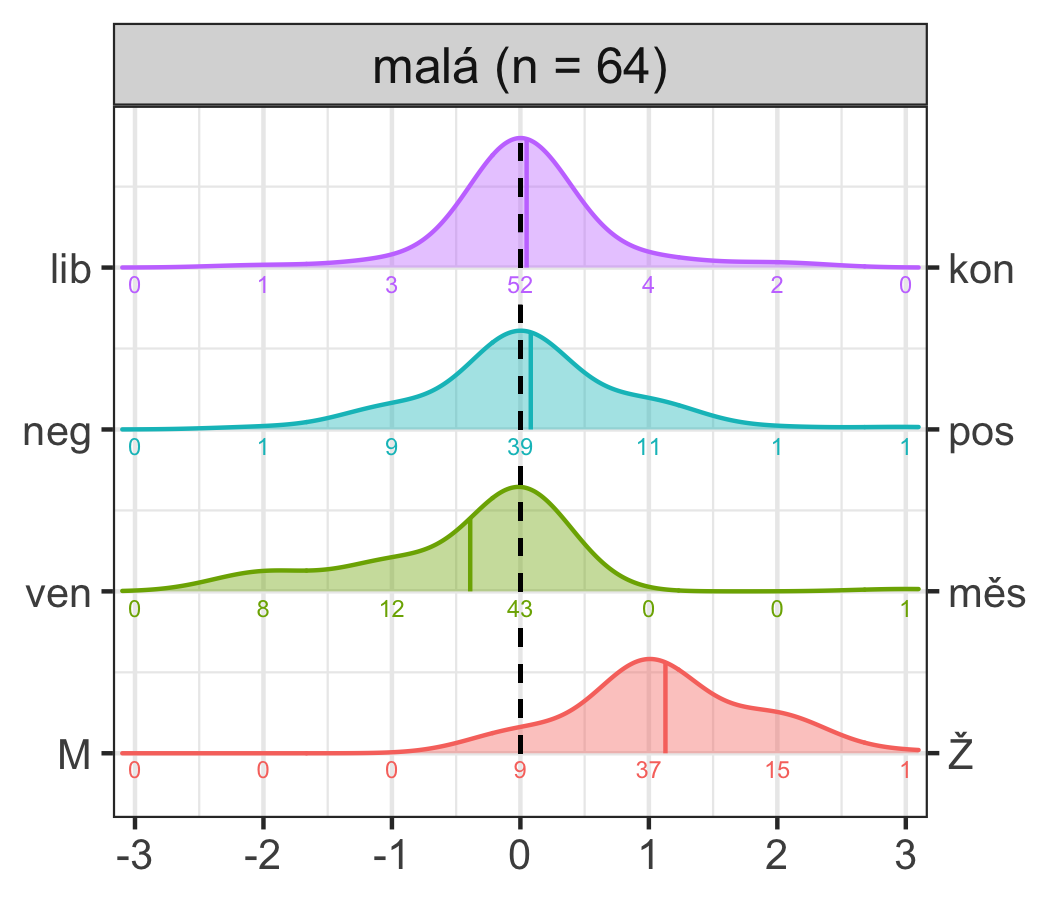 malá (n = 64)
lib kon
0 1 3 52 4 2 0
neg pos
0 1 9 39 11 1 1
ven měs
0 8 12 43 0 0 1
M Ž
0 0 0 9 37 15 1
-3 -2 -1 0 1 2 3